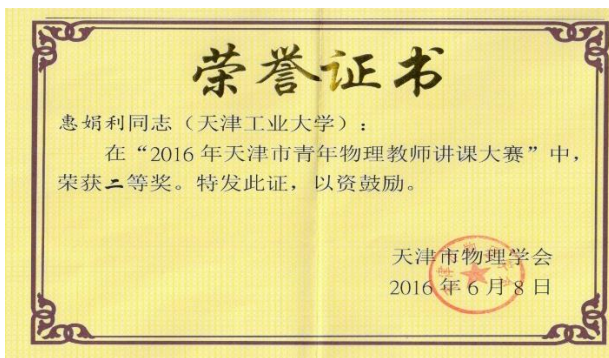 荣誉证书
惠娟利同志（天津工业大学）：
在“2016年天津市青年物理教师讲课大赛”中，
荣获二等奖。特发此证，以资鼓励。
天津市物理学会
2016年6月8日